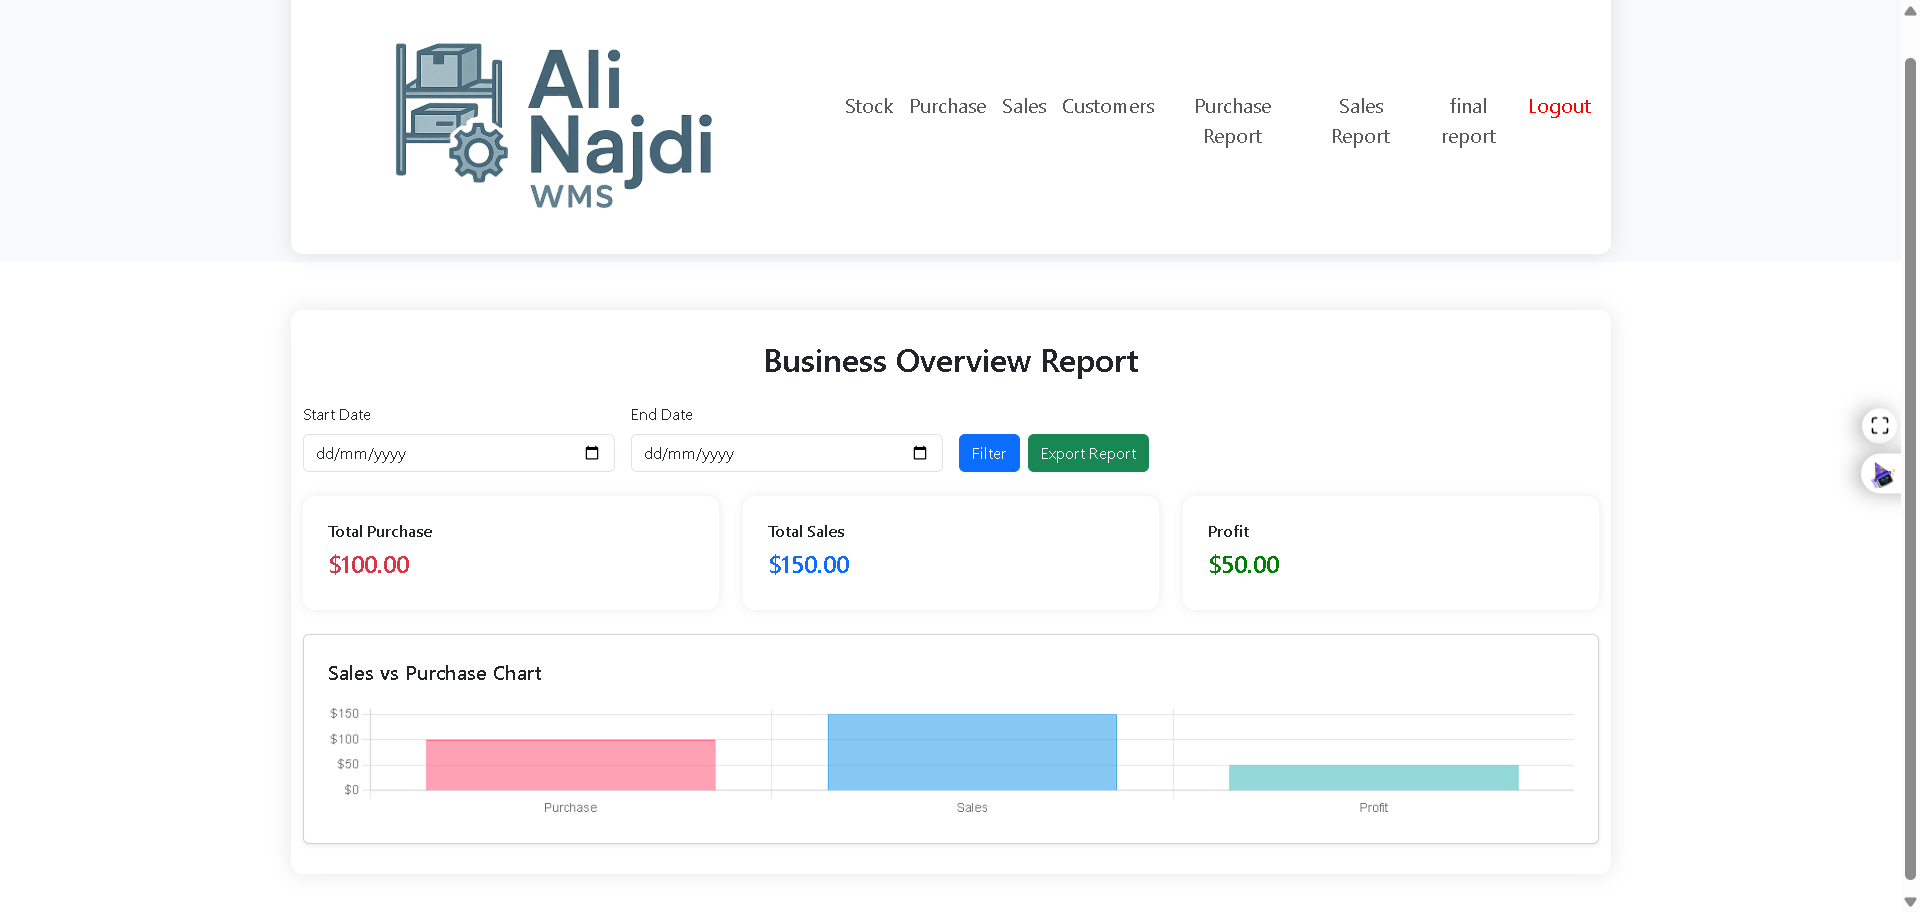 Ali
Najdi
WMS
Stock Purchase Sales Customers Purchase Report Sales Report final report Logout
Business Overview Report
Start Date End Date
dd/mm/yyyy dd/mm/yyyy Filter Export Report
Total Purchase Total Sales Profit
$100.00 $150.00 $50.00
Sales vs Purchase Chart
$150
$100
$50
$0
Purchase Sales Profit